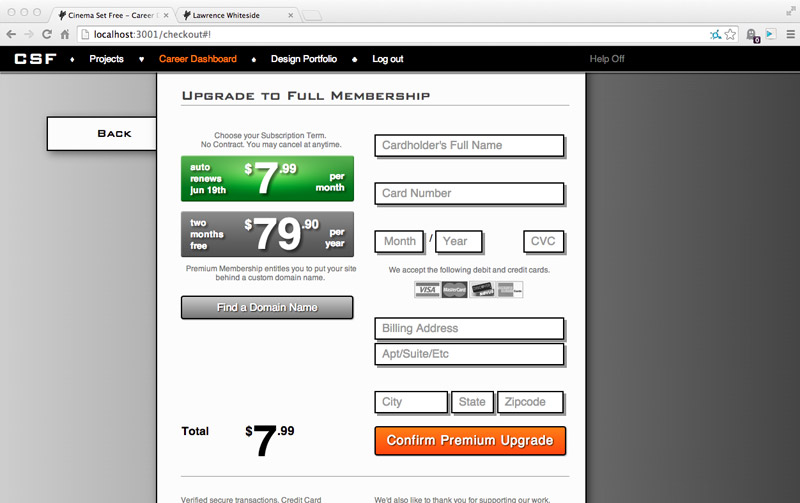 Cinema Set Free – Career D
Lawrence Whiteside
localhost:3001/checkout#!
CSF
Projects
Career Dashboard
Design Portfolio
Log out
Help Off
Upgrade to Full Membership
Back
Choose your Subscription Term.
No Contract. You may cancel at anytime.
auto
renews
jun 19th
$7.99
per
month
two
months
free
$79.90
per
year
Premium Membership entitles you to put your site
behind a custom domain name.
Find a Domain Name
Total
$7.99
Cardholder's Full Name
Card Number
Month / Year
CVC
We accept the following debit and credit cards.
VISA
MasterCard
Billing Address
Apt/Suite/Etc
City
State
Zipcode
Confirm Premium Upgrade
Verified secure transactions. Credit Card
We'd also like to thank you for supporting our work.